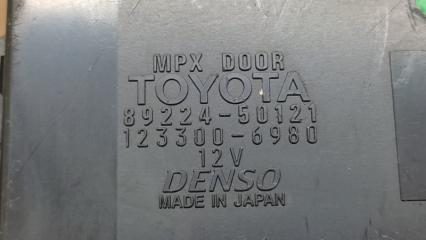 MPX DOOR
TOYOTA
89224-50121
123300-6980
12V
DENSO
MADE IN JAPAN